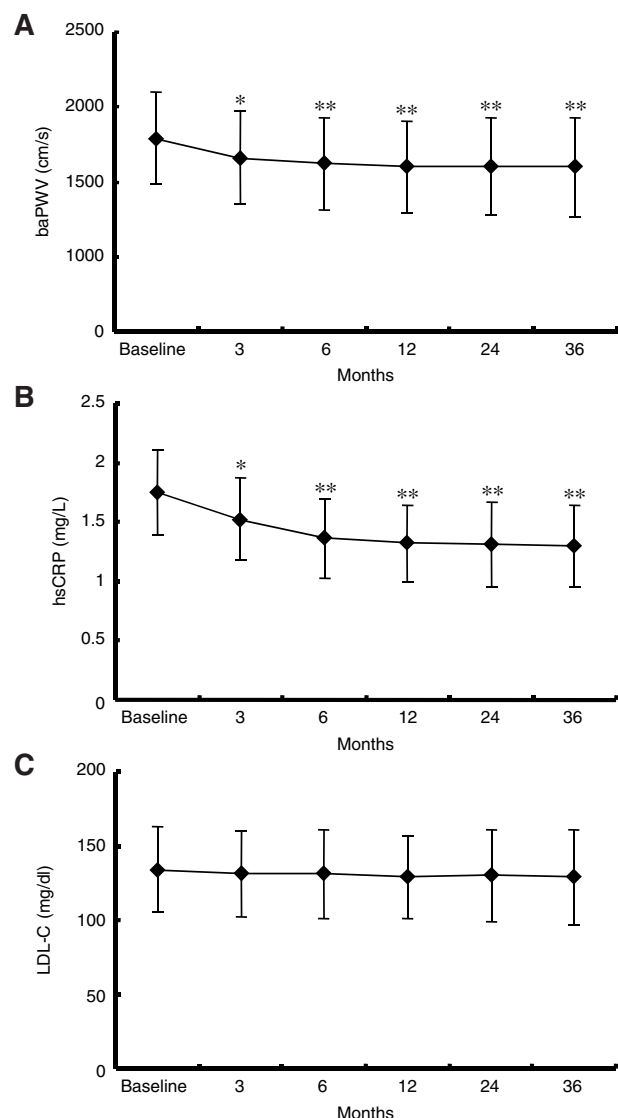 A
2500
2000
1500
1000
0
baPWV (cm/s)
* ** ** ** **
Baseline 3 6 12 24 36
Months
B
2.5
2
1.5
1
0.5
0
hsCRP (mg/L)
* ** ** ** **
Baseline 3 6 12 24 36
Months
C
200
150
100
50
0
LDL-C (mg/dl)
Baseline 3 6 12 24 36
Months